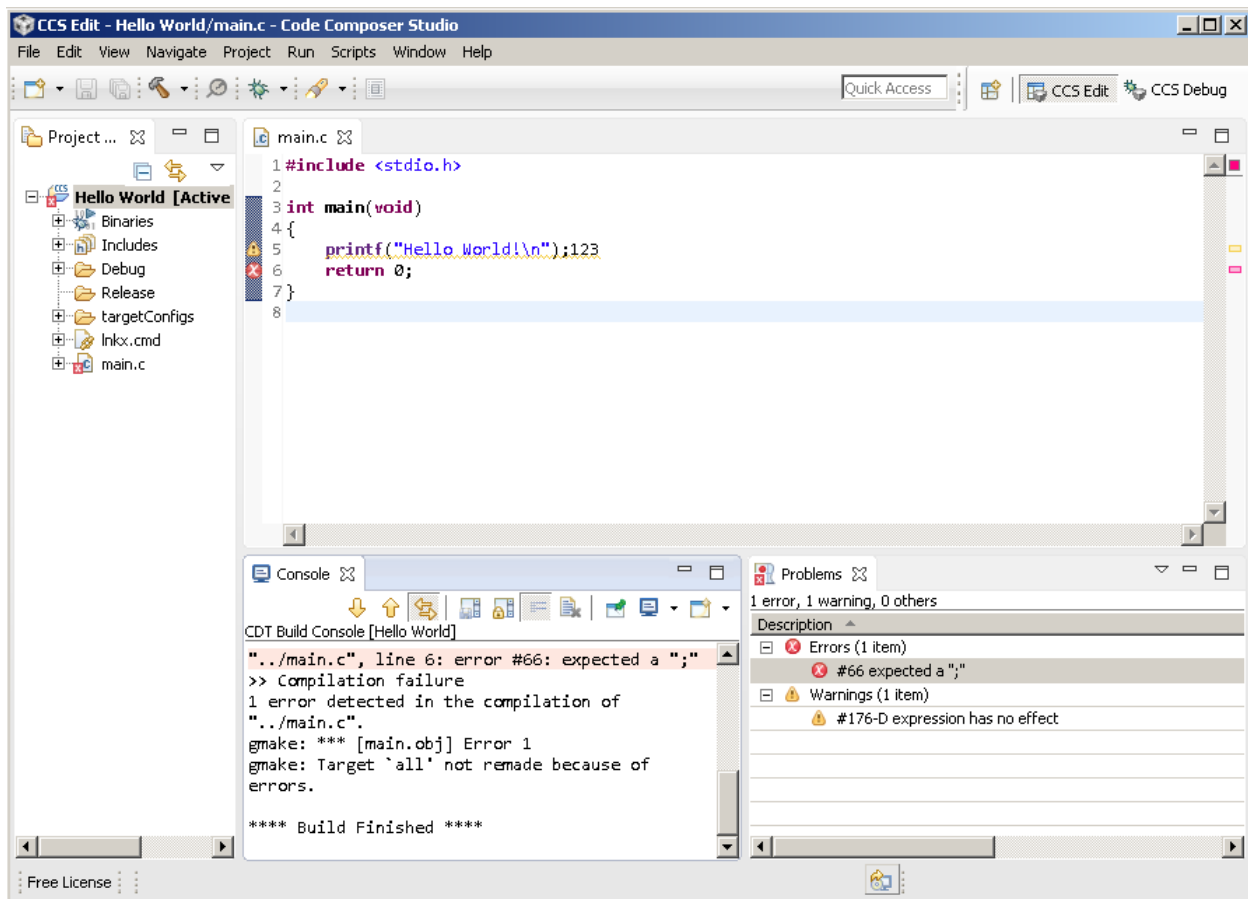 CCS Edit - Hello World/main.c - Code Composer Studio
File Edit View Navigate Project Run Scripts Window Help
Quick Access CCS Edit CCS Debug
Project ...
Hello World [Active
Binaries
Includes
Debug
Release
targetConfigs
lnkx.cmd
main.c
main.c
1 #include <stdio.h>
2
3 int main(void)
4 {
5 printf("Hello World!\n");123
6 return 0;
7 }
8
Console
CDT Build Console [Hello World]
"../main.c", line 6: error #66: expected a ";"
>> Compilation failure
1 error detected in the compilation of
"../main.c".
gmake: *** [main.obj] Error 1
gmake: Target `all' not remade because of
errors.
**** Build Finished ****
Problems
1 error, 1 warning, 0 others
Description
Errors (1 item)
#66 expected a ";"
Warnings (1 item)
#176-D expression has no effect
Free License